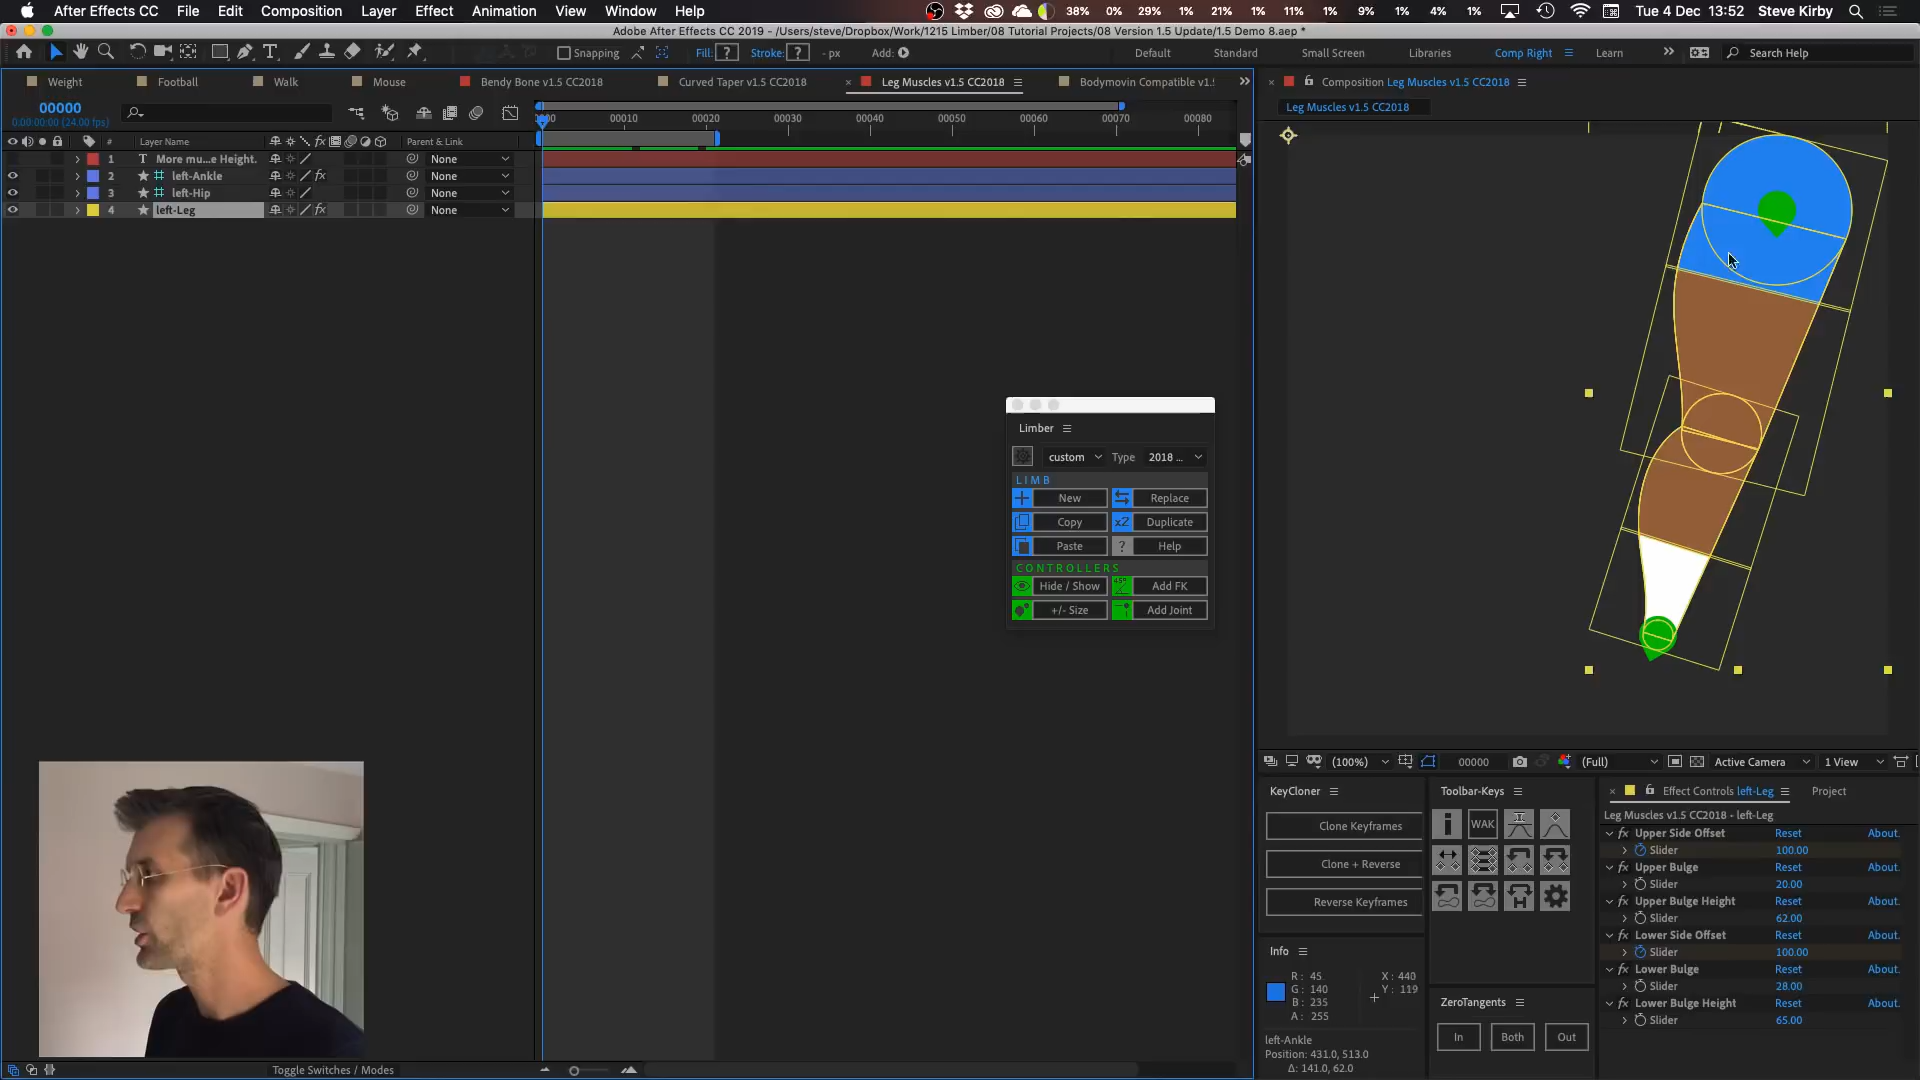 After Effects CC File Edit Composition Layer Effect Animation View Window Help 38% 0% 29% 1% 21% 1% 11% 1% 9% 1% 4% 1% Tue 4 Dec 13:52 Steve Kirby
Adobe After Effects CC 2019 - /Users/steve/Dropbox/Work/1215 Limber/08 Tutorial Projects/08 Version 1.5 Update/1.5 Demo 8.aep *
Snapping Fill: ? Stroke: ? - px Add: Default Standard Small Screen Libraries Comp Right Learn Search Help
Weight Football Walk Mouse Bendy Bone v1.5 CC2018 Curved Taper v1.5 CC2018 Leg Muscles v1.5 CC2018 Bodymovin Compatible v1.
Composition Leg Muscles v1.5 CC2018
Leg Muscles v1.5 CC2018
00000
0:00:00:00 (24.00 fps)
00010 00020 00030 00040 00050 00060 00070 00080
# Layer Name Parent & Link
1 T More mu...e Height. None
2 left-Ankle fx None
3 left-Hip None
4 left-Leg fx None
Limber
custom Type 2018 ...
LIMB
New Replace
Copy x2 Duplicate
Paste ? Help
CONTROLLERS
Hide / Show Add FK
+/- Size Add Joint
(100%) 00000 (Full) Active Camera 1 View
KeyCloner
Clone Keyframes
Clone + Reverse
Reverse Keyframes
Toolbar-Keys
WAK
Info
R: 45
G: 140
B: 235
A: 255
X: 440
Y: 119
left-Ankle
Position: 431.0, 513.0
Δ: 141.0, 62.0
ZeroTangents
In Both Out
Effect Controls left-Leg Project
Leg Muscles v1.5 CC2018 - left-Leg
fx Upper Side Offset Reset About.
Slider 100.00
fx Upper Bulge Reset About.
Slider 20.00
fx Upper Bulge Height Reset About.
Slider 62.00
fx Lower Side Offset Reset About.
Slider 100.00
fx Lower Bulge Reset About.
Slider 28.00
fx Lower Bulge Height Reset About.
Slider 65.00
Toggle Switches / Modes